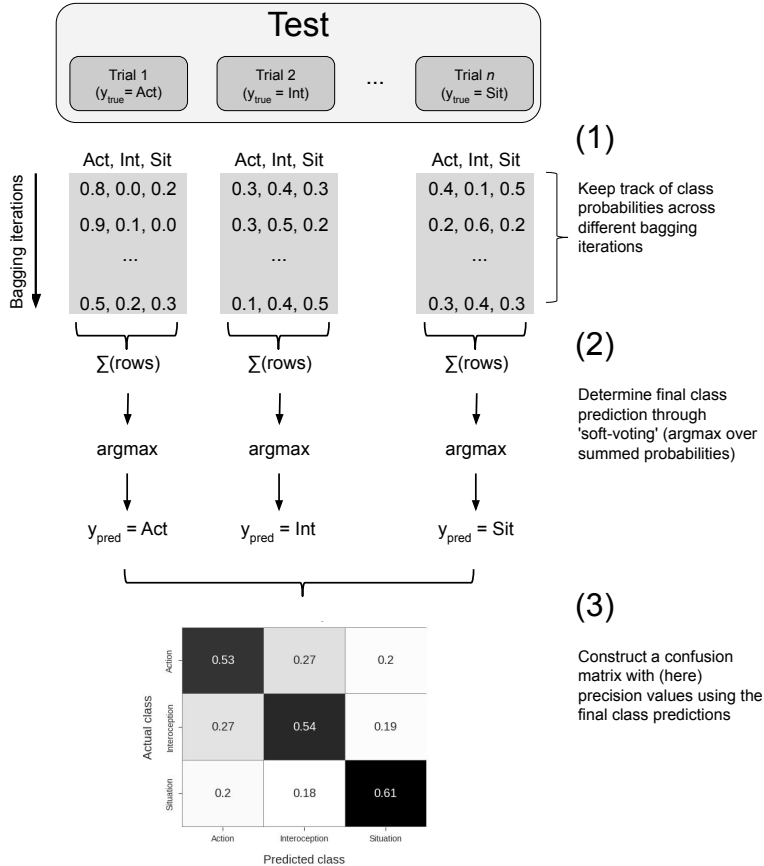 Test
Trial 1
(y_true = Act)
Trial 2
(y_true = Int)
...
Trial n
(y_true = Sit)
Bagging iterations
Act, Int, Sit
0.8, 0.0, 0.2
0.9, 0.1, 0.0
...
0.5, 0.2, 0.3
Act, Int, Sit
0.3, 0.4, 0.3
0.3, 0.5, 0.2
...
0.1, 0.4, 0.5
Act, Int, Sit
0.4, 0.1, 0.5
0.2, 0.6, 0.2
...
0.3, 0.4, 0.3
(1)
Keep track of class
probabilities across
different bagging
iterations
∑(rows)
∑(rows)
∑(rows)
argmax
argmax
argmax
y_pred = Act
y_pred = Int
y_pred = Sit
(2)
Determine final class
prediction through
'soft-voting' (argmax over
summed probabilities)
(3)
Construct a confusion
matrix with (here)
precision values using the
final class predictions
Actual class
Action
0.53 0.27 0.2
Interoception
0.27 0.54 0.19
Situation
0.2 0.18 0.61
Action Interoception Situation
Predicted class